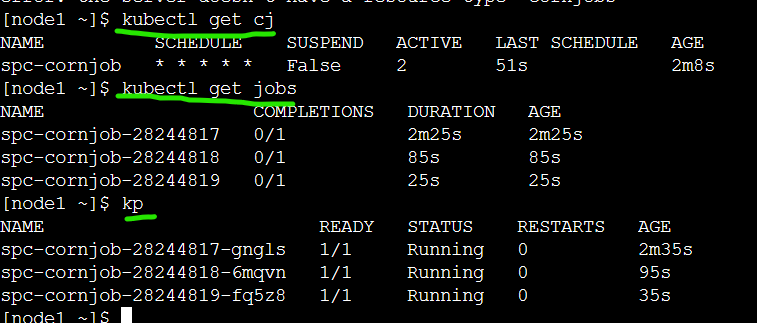 [node1 ~]$ kubectl get cj
NAME SCHEDULE SUSPEND ACTIVE LAST SCHEDULE AGE
spc-cornjob * * * * * False 2 51s 2m8s
[node1 ~]$ kubectl get jobs
NAME COMPLETIONS DURATION AGE
spc-cornjob-28244817 0/1 2m25s 2m25s
spc-cornjob-28244818 0/1 85s 85s
spc-cornjob-28244819 0/1 25s 25s
[node1 ~]$ kp
NAME READY STATUS RESTARTS AGE
spc-cornjob-28244817-gngls 1/1 Running 0 2m35s
spc-cornjob-28244818-6mqvn 1/1 Running 0 95s
spc-cornjob-28244819-fq5z8 1/1 Running 0 35s
[node1 ~]$